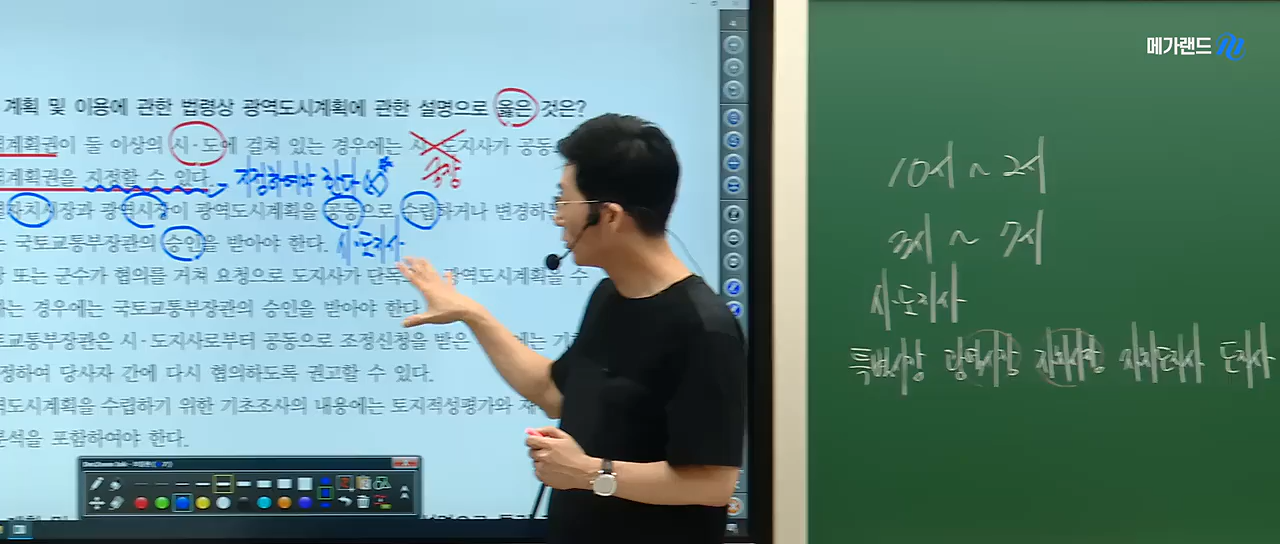 메가랜드
계획 및 이용에 관한 법령상 광역도시계획에 관한 설명으로 옳은 것은?
계획권이 둘 이상의 시·도에 걸쳐 있는 경우에는 시·도지사가 공동
계획권을 지정할 수 있다. 지정하여야 한다
국장
자치시장과 광역시장이 광역도시계획을 공동으로 수립하거나 변경하
는 국토교통부장관의 승인을 받아야 한다. 시·도지사
또는 군수가 협의를 거쳐 요청으로 도지사가 단독 광역도시계획을 수
는 경우에는 국토교통부장관의 승인을 받아야 한다
토교통부장관은 시·도지사로부터 공동으로 조정신청을 받은 에는 기
정하여 당사자 간에 다시 협의하도록 권고할 수 있다.
도시계획을 수립하기 위한 기초조사의 내용에는 토지적성평가와 재
분석을 포함하여야 한다.
10시 ~ 2시
3시 ~ 7시
시·도지사
특별시장 광역시장 자치시장 자치도지사 도지사